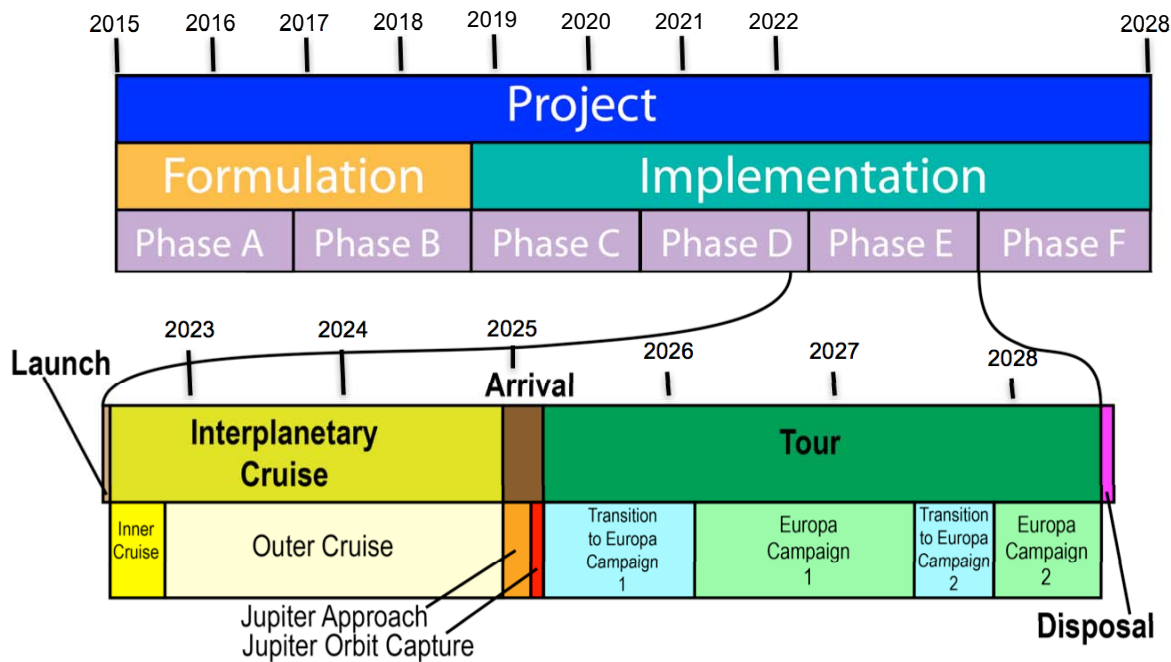 2015 2016 2017 2018 2019 2020 2021 2022 2028
Project
Formulation Implementation
Phase A Phase B Phase C Phase D Phase E Phase F
2023 2024 2025 2026 2027 2028
Launch
Arrival
Interplanetary
Cruise
Tour
Inner
Cruise
Outer Cruise
Transition
to Europa
Campaign
1
Europa
Campaign
1
Transition
to Europa
Campaign
2
Europa
Campaign
2
Jupiter Approach
Jupiter Orbit Capture
Disposal